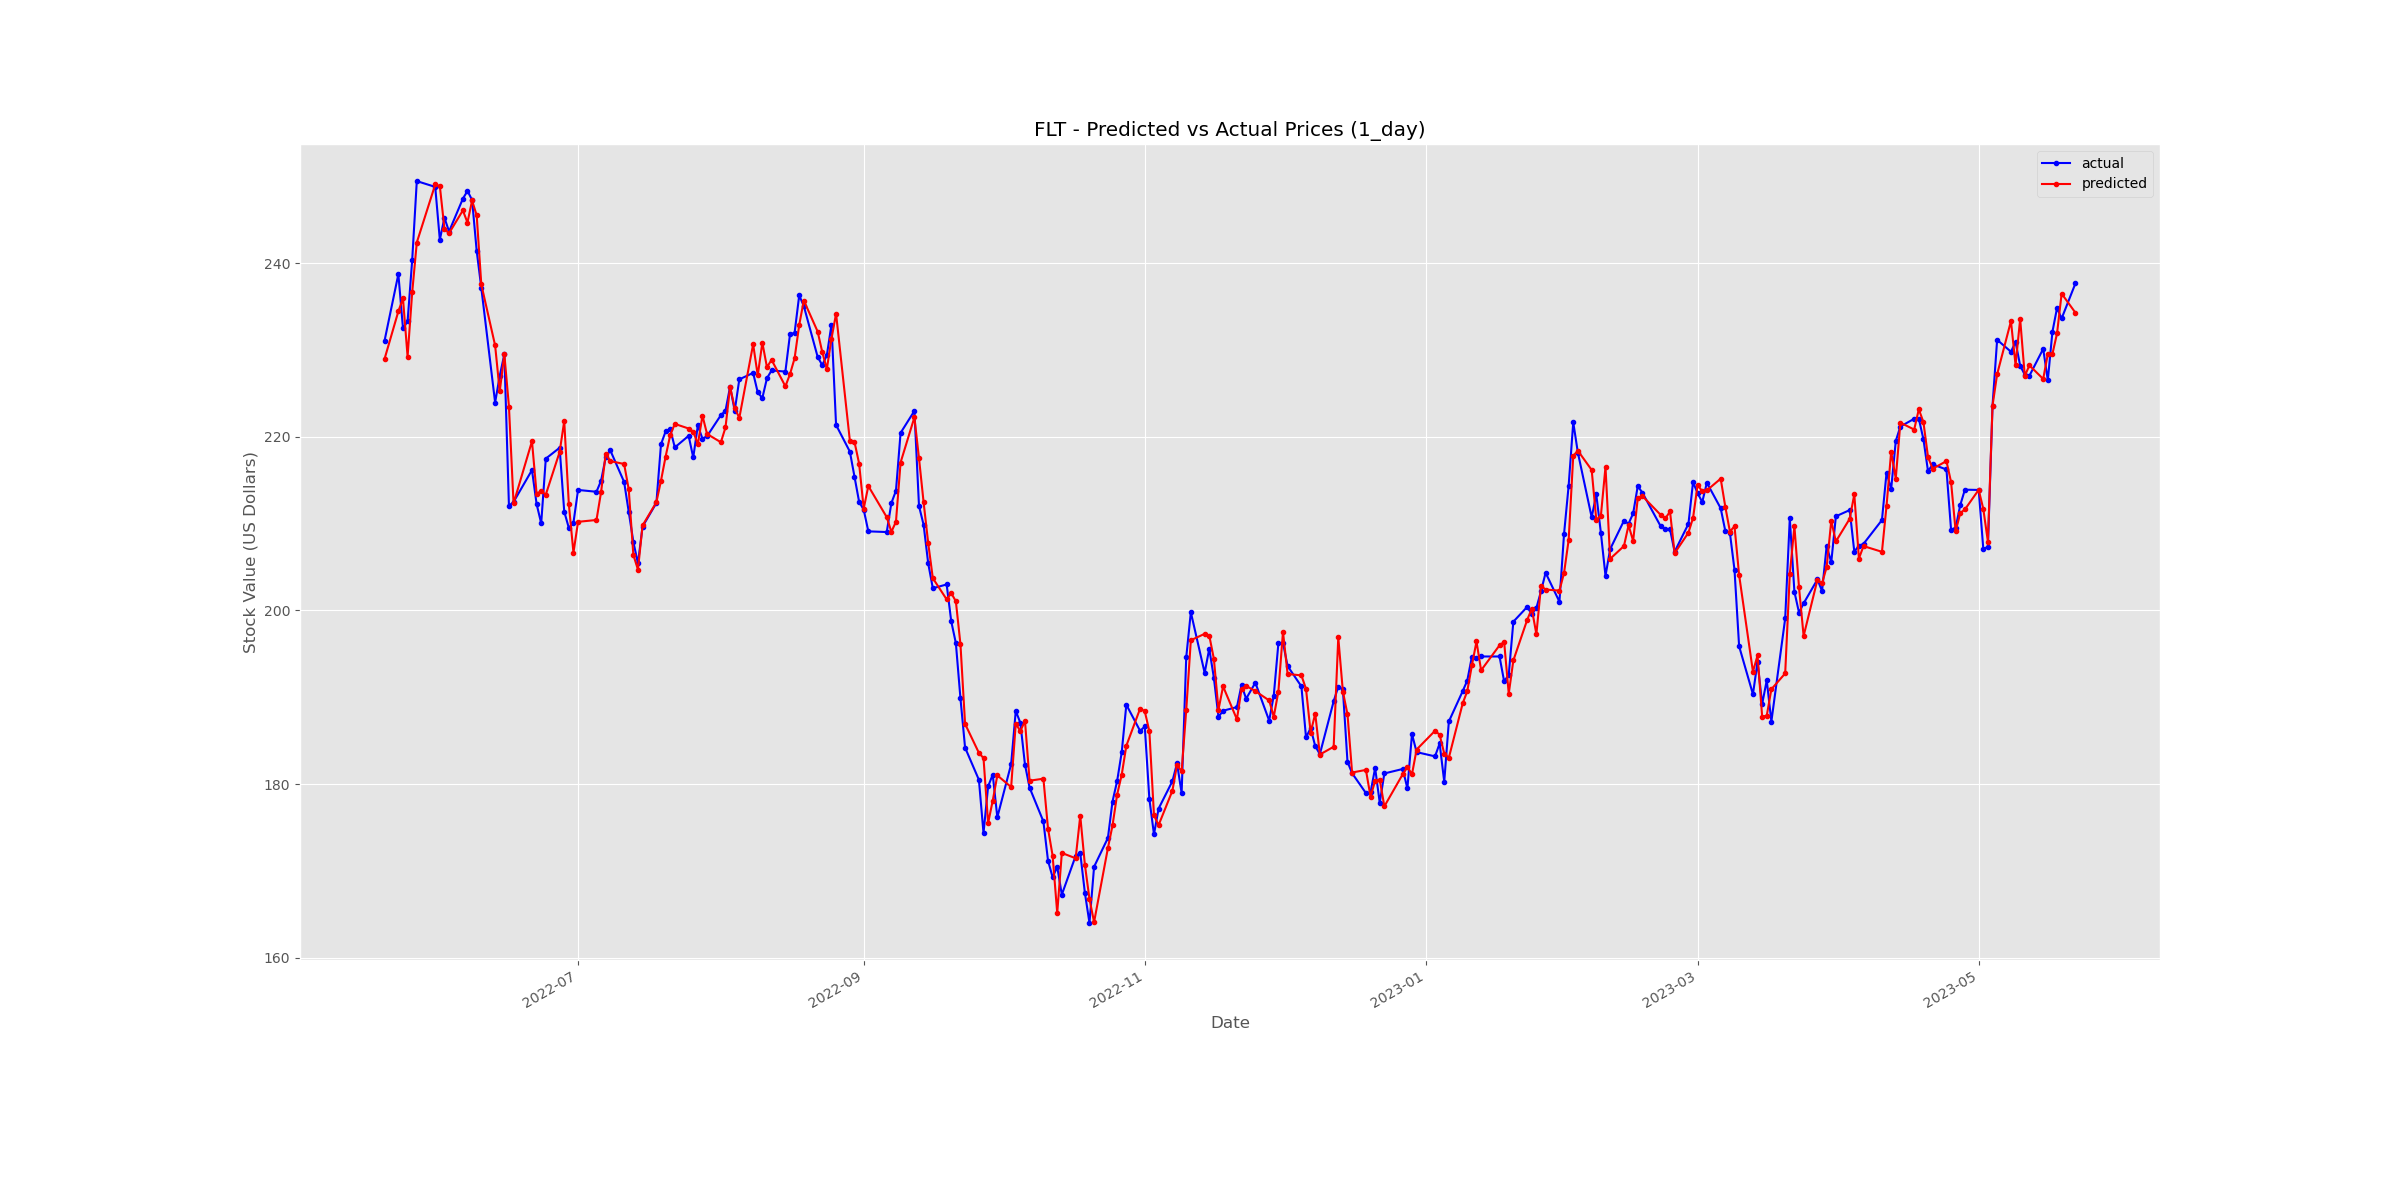 FLT - Predicted vs Actual Prices (1_day)
actual
predicted
240
220
200
180
160
Stock Value (US Dollars)
2022-07
2022-09
2022-11
2023-01
2023-03
2023-05
Date